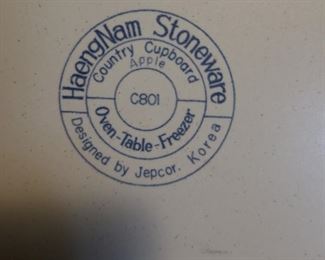 HaengNam Stoneware
Country Cupboard
Apple
C801
Oven-Table-Freezer
Designed by Jepcor. Korea